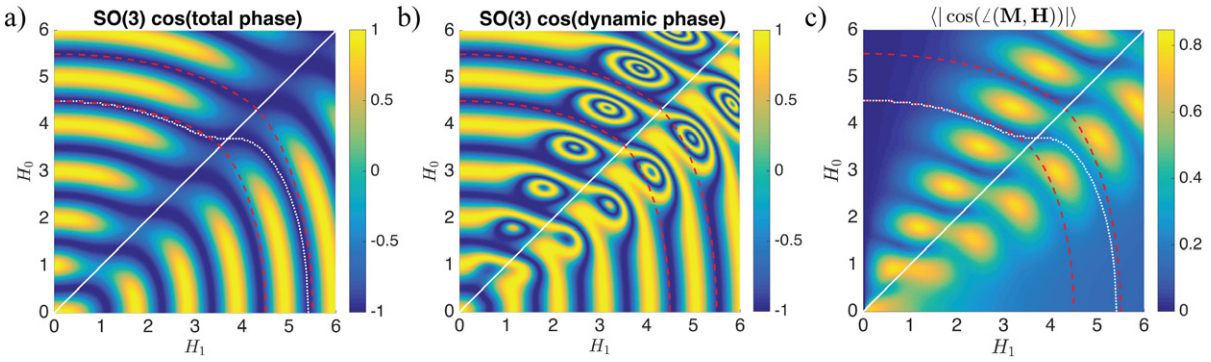 a)
SO(3) cos(total phase)
6
5
4
3
2
1
0
H₀
0 1 2 3 4 5 6
H₁
1
0.5
0
-0.5
-1
b)
SO(3) cos(dynamic phase)
6
5
4
3
2
1
0
H₀
0 1 2 3 4 5 6
H₁
1
0.5
0
-0.5
-1
c)
⟨| cos(∠(M, H))|⟩
6
5
4
3
2
1
0
H₀
0 1 2 3 4 5 6
H₁
0.8
0.6
0.4
0.2
0